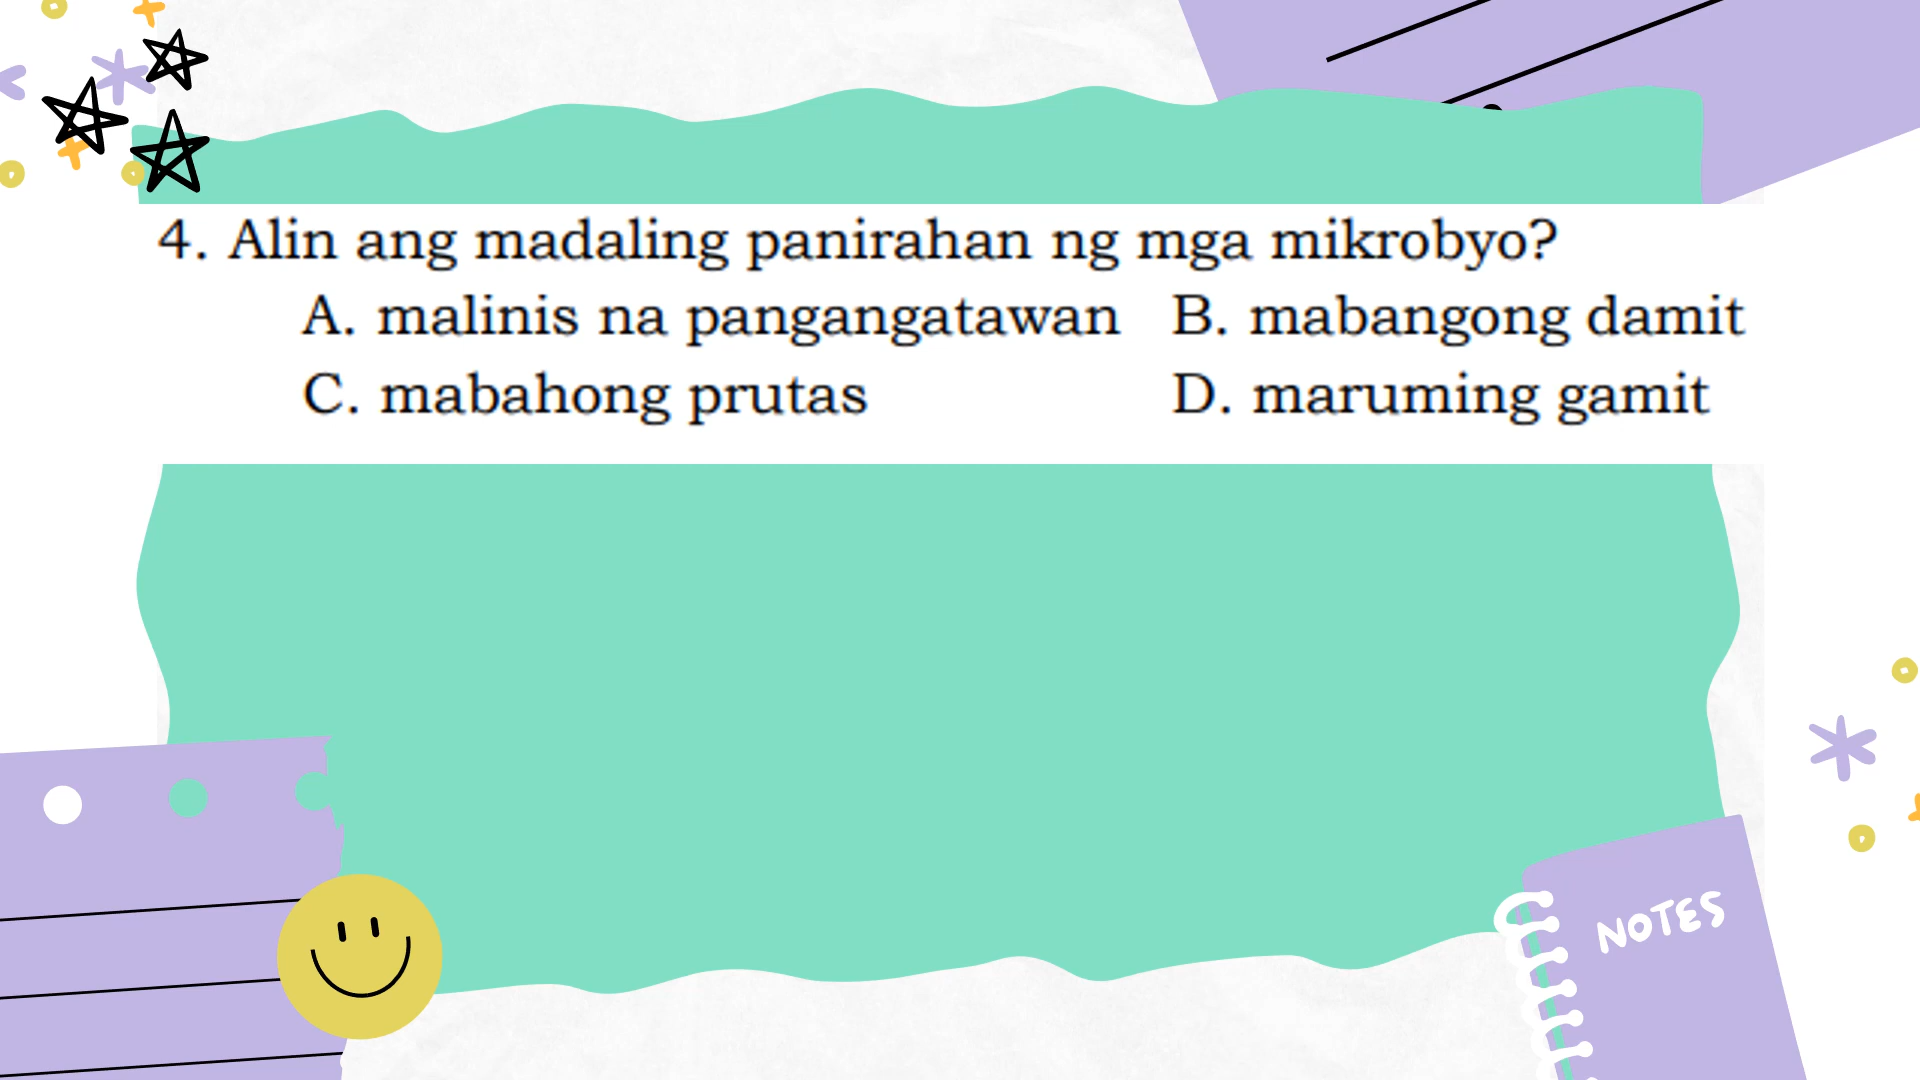 4. Alin ang madaling panirahan ng mga mikrobyo?
A. malinis na pangangatawan B. mabangong damit
C. mabahong prutas D. maruming gamit
NOTES